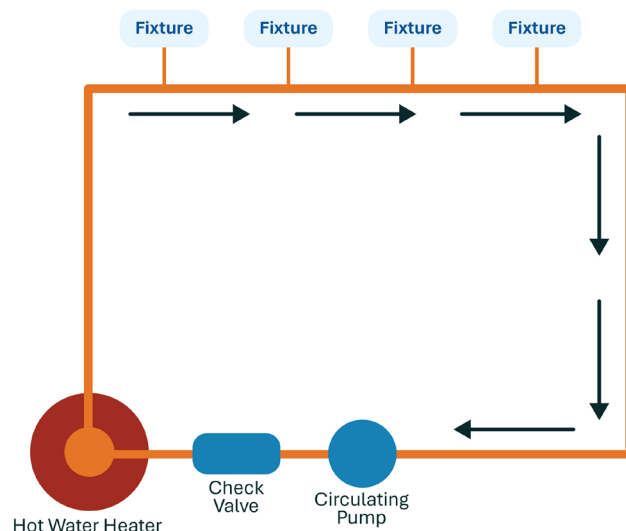 Fixture
Fixture
Fixture
Fixture
Check
Valve
Circulating
Pump
Hot Water Heater